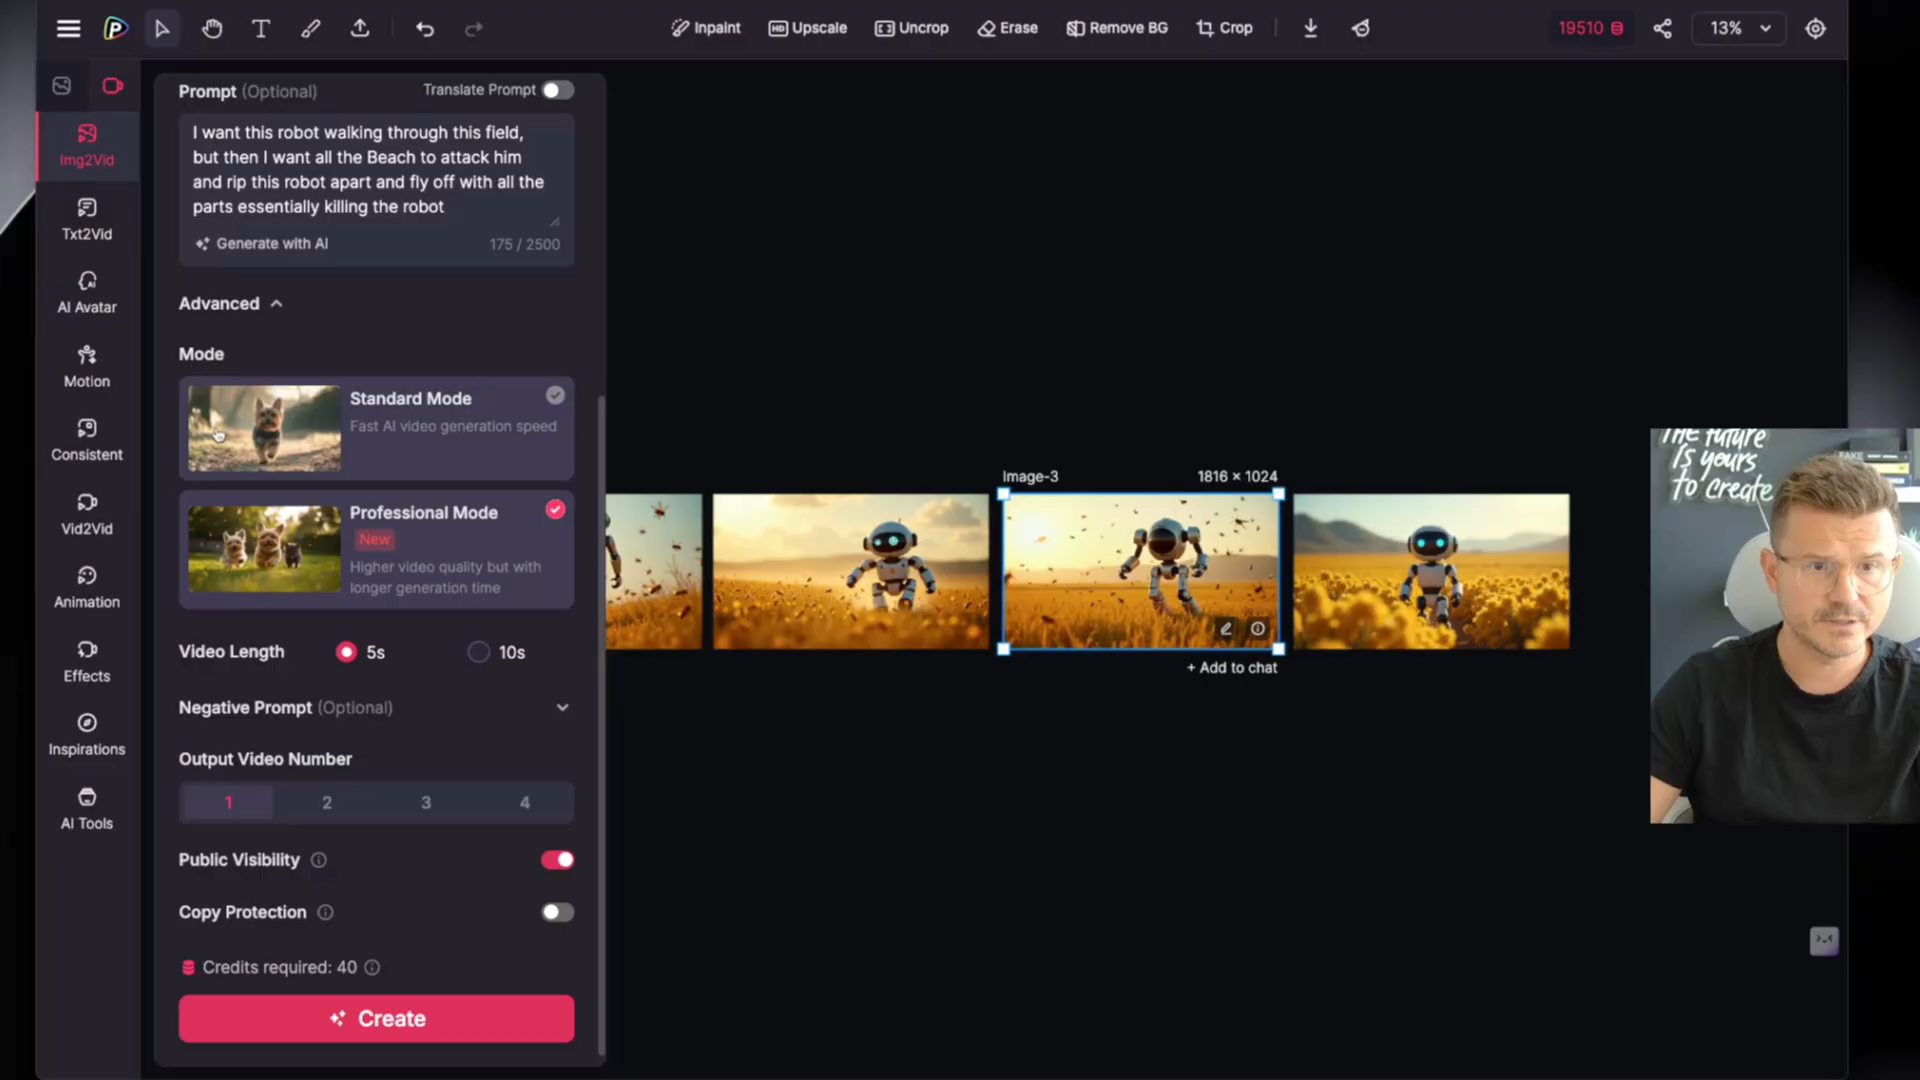 Inpaint
Upscale
Uncrop
Erase
Remove BG
Crop
19510
13%
Img2Vid
Txt2Vid
AI Avatar
Motion
Consistent
Vid2Vid
Animation
Effects
Inspirations
AI Tools
Prompt (Optional)
Translate Prompt
I want this robot walking through this field,
but then I want all the Beach to attack him
and rip this robot apart and fly off with all the
parts essentially killing the robot
Generate with AI
175 / 2500
Advanced
Mode
Standard Mode
Fast AI video generation speed
Professional Mode
New
Higher video quality but with
longer generation time
Video Length
5s
10s
Negative Prompt (Optional)
Output Video Number
1
2
3
4
Public Visibility
Copy Protection
Credits required: 40
Create
Image-3
1816 × 1024
+ Add to chat
THE FUTURE
IS YOURS
TO CREATE
FAKE